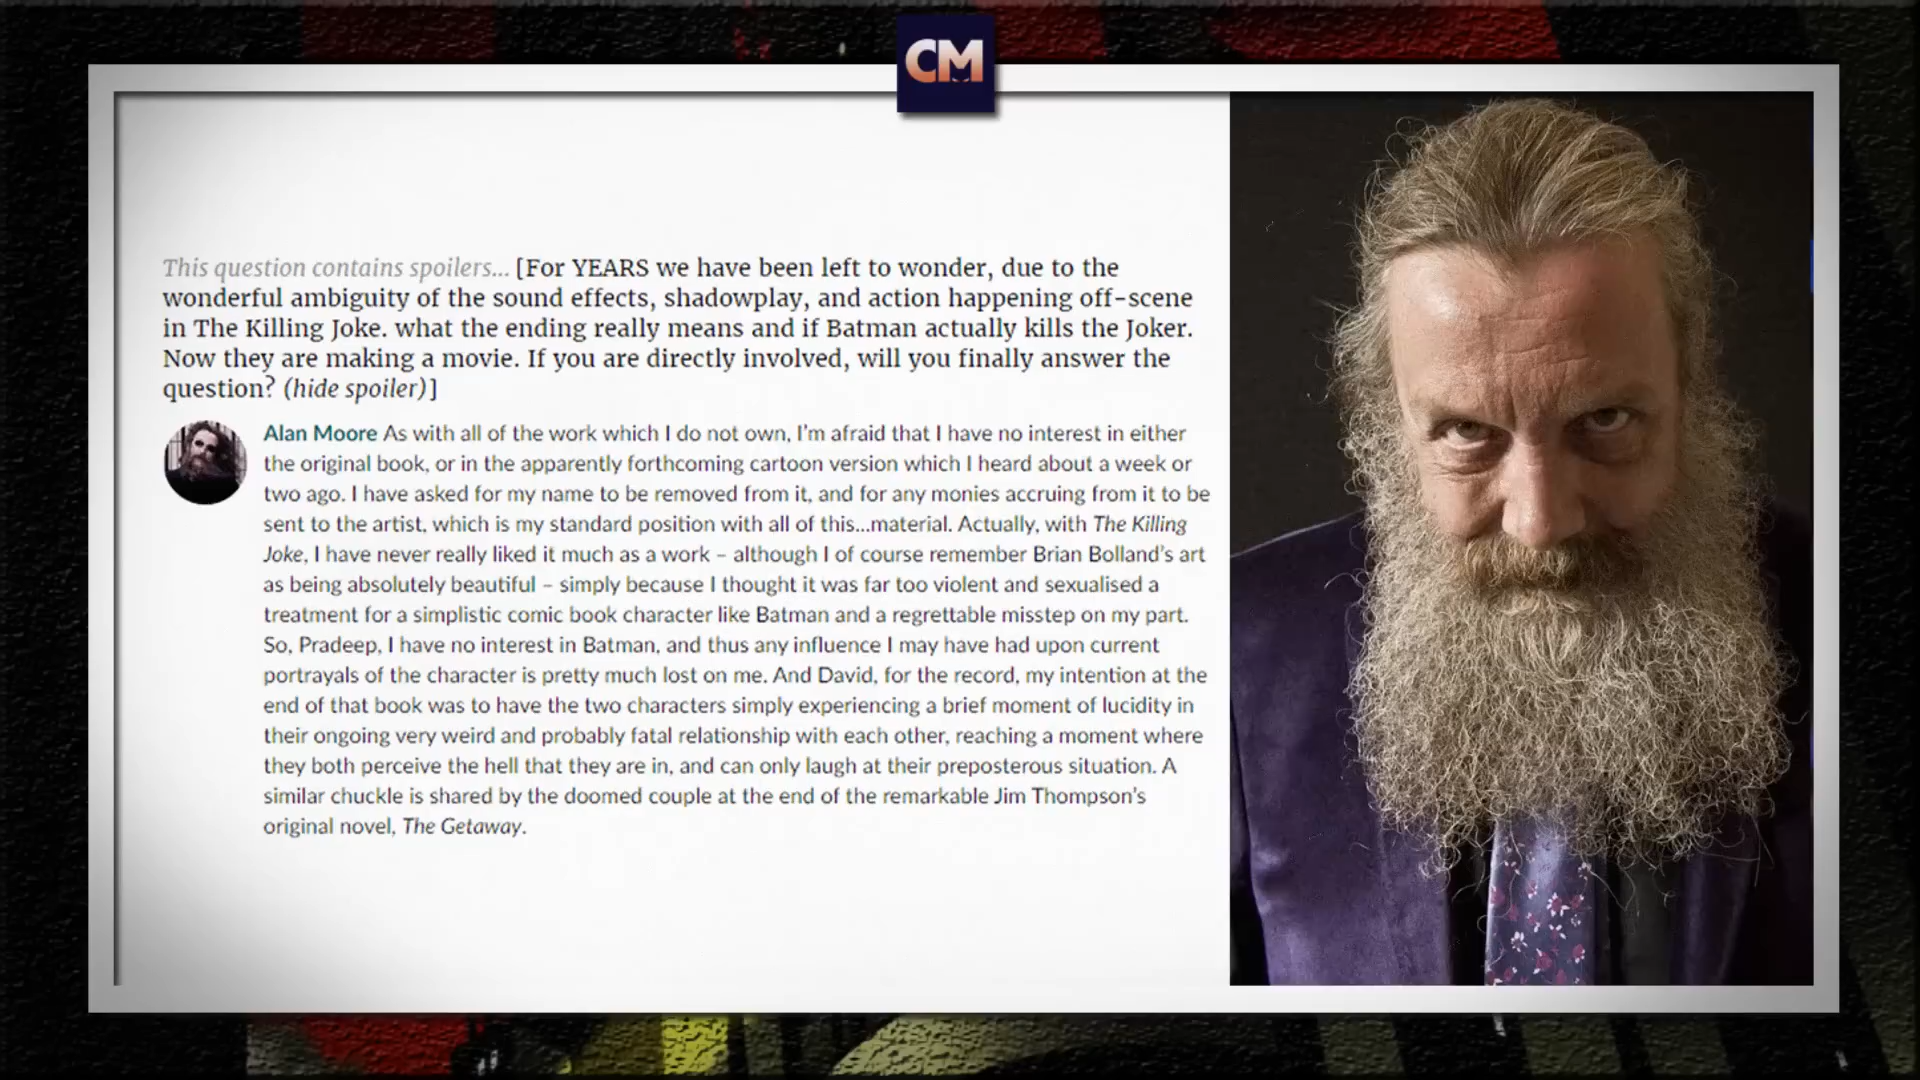 CM
This question contains spoilers... [For YEARS we have been left to wonder, due to the
wonderful ambiguity of the sound effects, shadowplay, and action happening off-scene
in The Killing Joke. what the ending really means and if Batman actually kills the Joker.
Now they are making a movie. If you are directly involved, will you finally answer the
question? (hide spoiler)]
Alan Moore As with all of the work which I do not own, I'm afraid that I have no interest in either
the original book, or in the apparently forthcoming cartoon version which I heard about a week or
two ago. I have asked for my name to be removed from it, and for any monies accruing from it to be
sent to the artist, which is my standard position with all of this...material. Actually, with The Killing
Joke, I have never really liked it much as a work – although I of course remember Brian Bolland's art
as being absolutely beautiful – simply because I thought it was far too violent and sexualised a
treatment for a simplistic comic book character like Batman and a regrettable misstep on my part.
So, Pradeep, I have no interest in Batman, and thus any influence I may have had upon current
portrayals of the character is pretty much lost on me. And David, for the record, my intention at the
end of that book was to have the two characters simply experiencing a brief moment of lucidity in
their ongoing very weird and probably fatal relationship with each other, reaching a moment where
they both perceive the hell that they are in, and can only laugh at their preposterous situation. A
similar chuckle is shared by the doomed couple at the end of the remarkable Jim Thompson's
original novel, The Getaway.